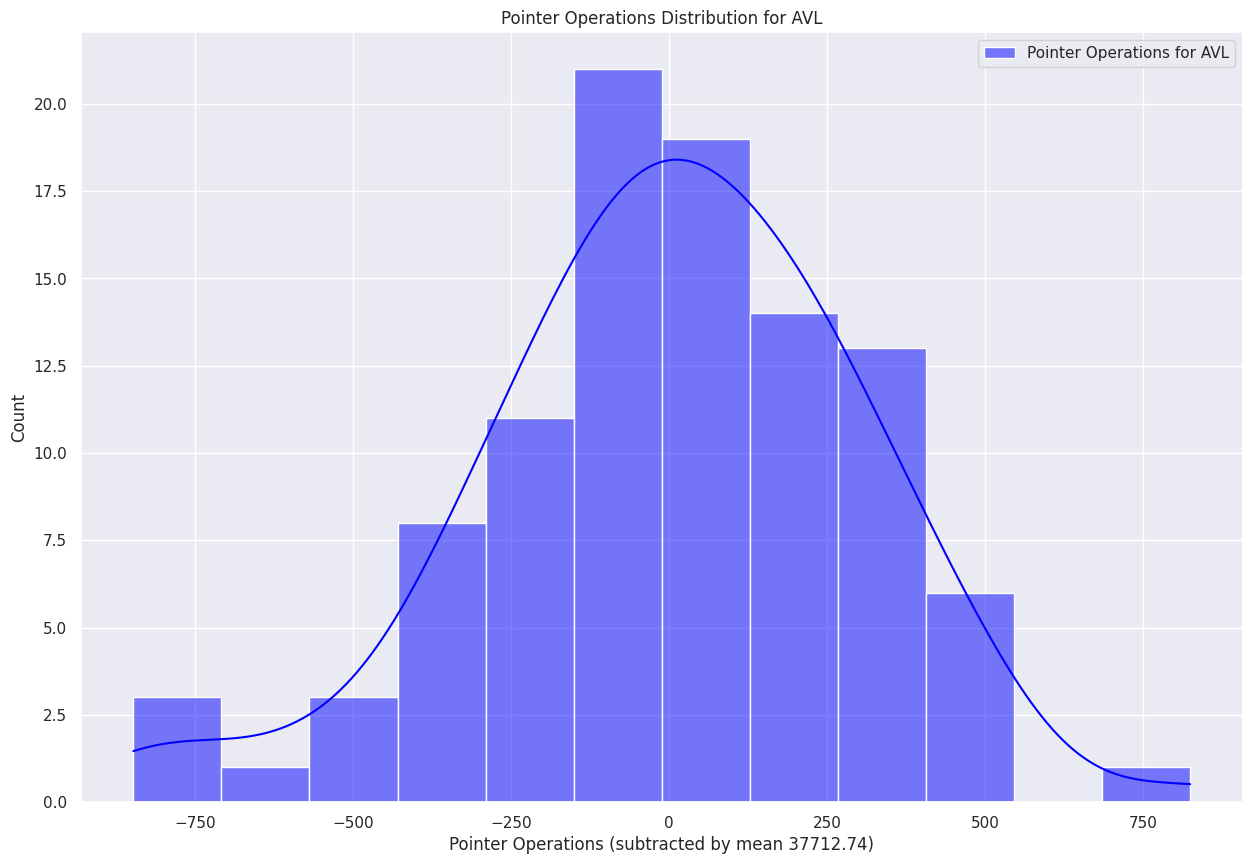 Pointer Operations Distribution for AVL
Pointer Operations for AVL
20.0
17.5
15.0
12.5
10.0
7.5
5.0
2.5
0.0
Count
−750 −500 −250 0 250 500 750
Pointer Operations (subtracted by mean 37712.74)